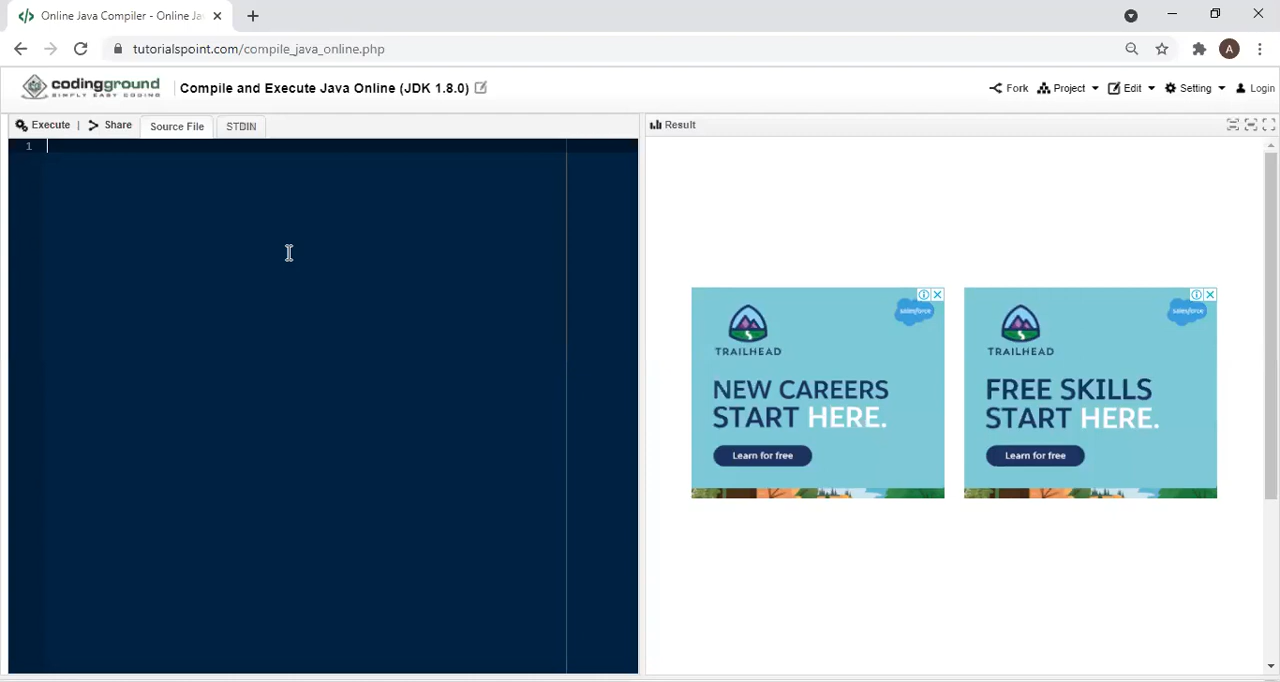 Online Java Compiler - Online Ja
tutorialspoint.com/compile_java_online.php
A
codingground
SIMPLY EASY CODING
Compile and Execute Java Online (JDK 1.8.0)
Fork
Project
Edit
Setting
Login
Execute | Share
Source File
STDIN
Result
1
salesforce
TRAILHEAD
NEW CAREERS
START HERE.
Learn for free
salesforce
TRAILHEAD
FREE SKILLS
START HERE.
Learn for free